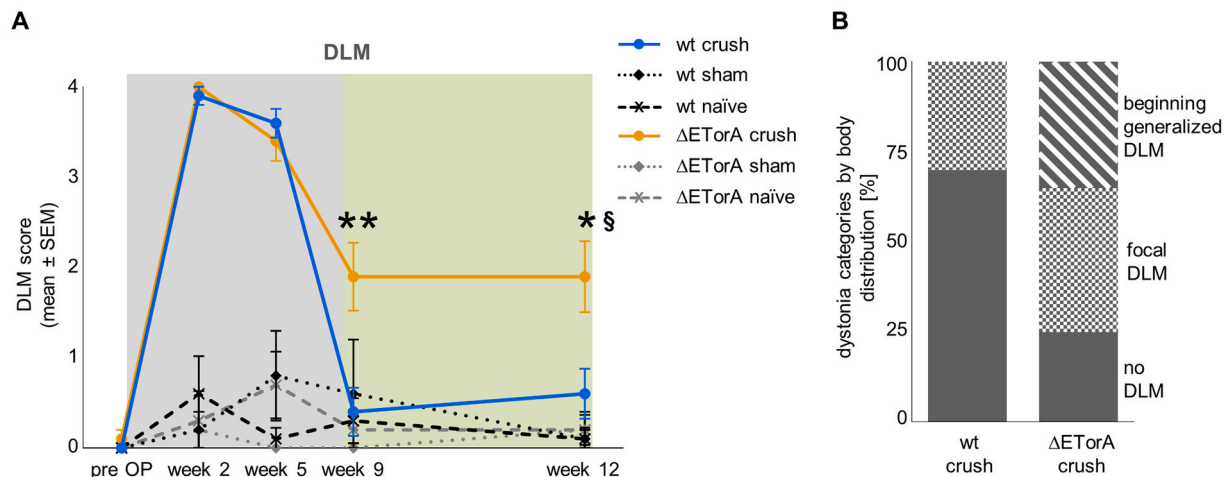 A
DLM
DLM score
(mean ± SEM)
4
3
2
1
0
** 
* §
pre OP
week 2
week 5
week 9
week 12
wt crush
wt sham
wt naïve
ΔETorA crush
ΔETorA sham
ΔETorA naïve
B
dystonia categories by body
distribution [%]
100
75
50
25
0
beginning
generalized
DLM
focal
DLM
no
DLM
wt
crush
ΔETorA
crush